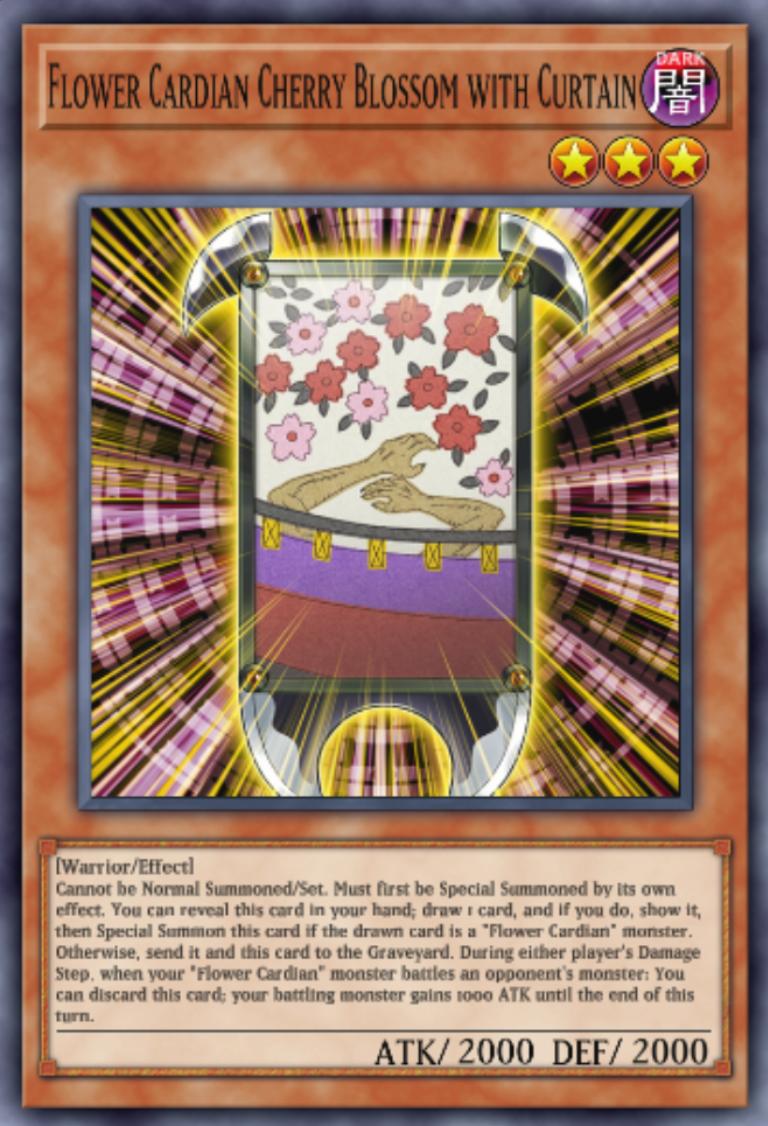 Flower Cardian Cherry Blossom with Curtain
DARK
闇
[Warrior/Effect]
Cannot be Normal Summoned/Set. Must first be Special Summoned by its own
effect. You can reveal this card in your hand; draw 1 card, and if you do, show it,
then Special Summon this card if the drawn card is a "Flower Cardian" monster.
Otherwise, send it and this card to the Graveyard. During either player's Damage
Step, when your "Flower Cardian" monster battles an opponent's monster: You
can discard this card; your battling monster gains 1000 ATK until the end of this
turn.
ATK/ 2000 DEF/ 2000